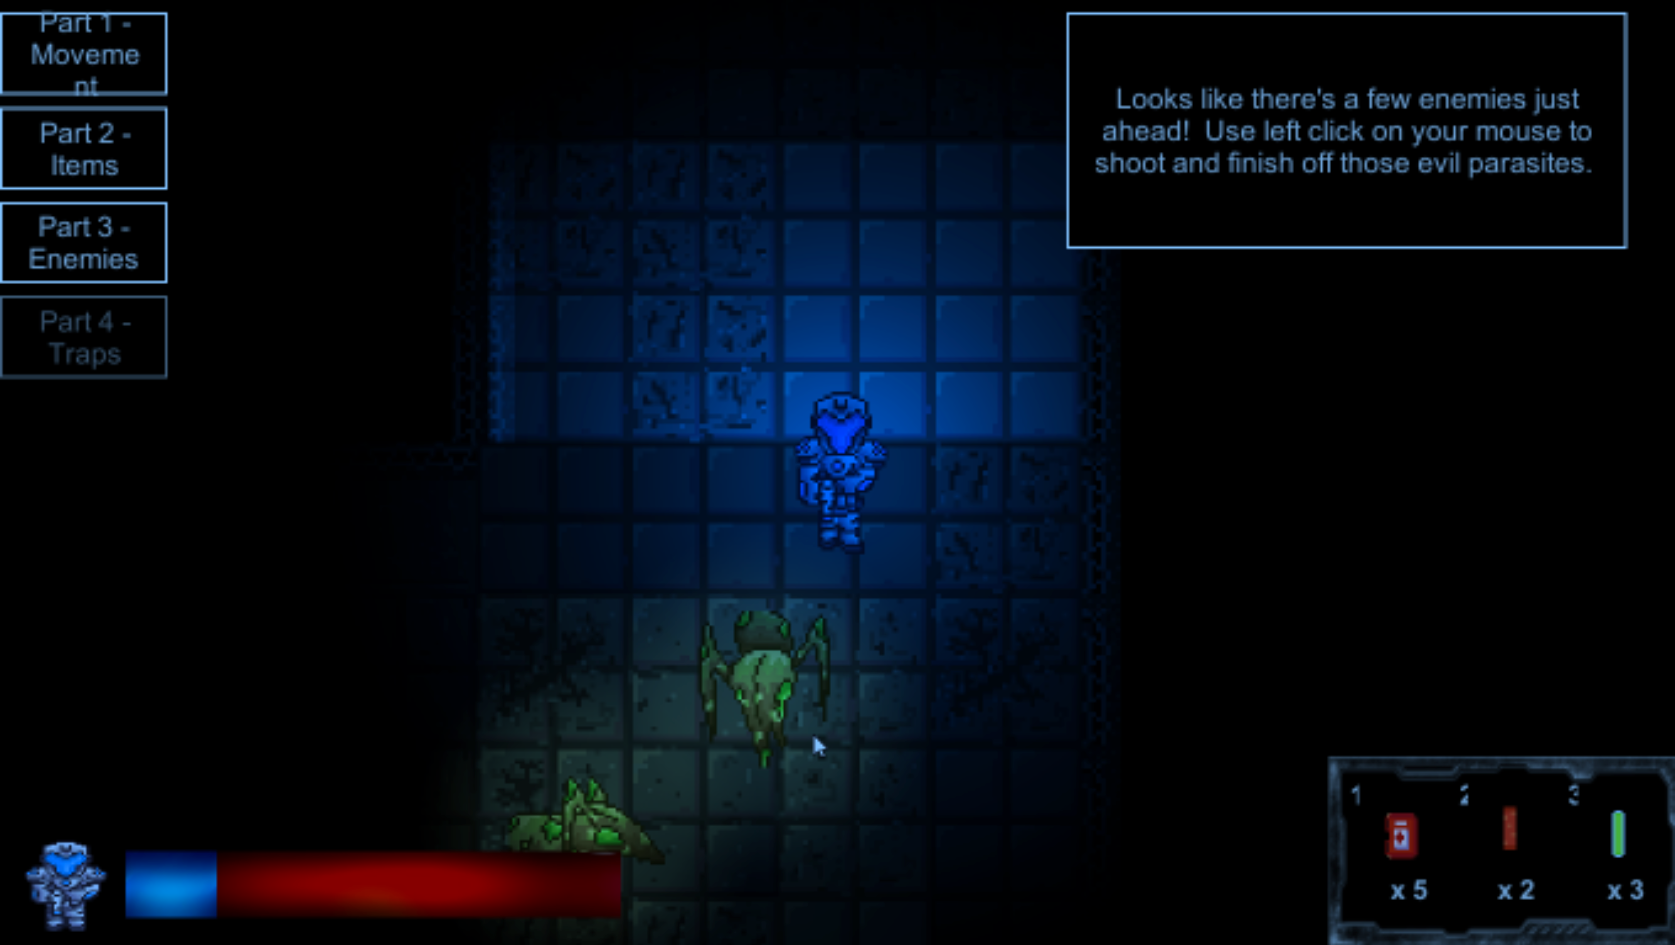 Part 1 -
Moveme
nt
Part 2 -
Items
Part 3 -
Enemies
Part 4 -
Traps
Looks like there's a few enemies just
ahead!  Use left click on your mouse to
shoot and finish off those evil parasites.
1 2 3
x 5 x 2 x 3